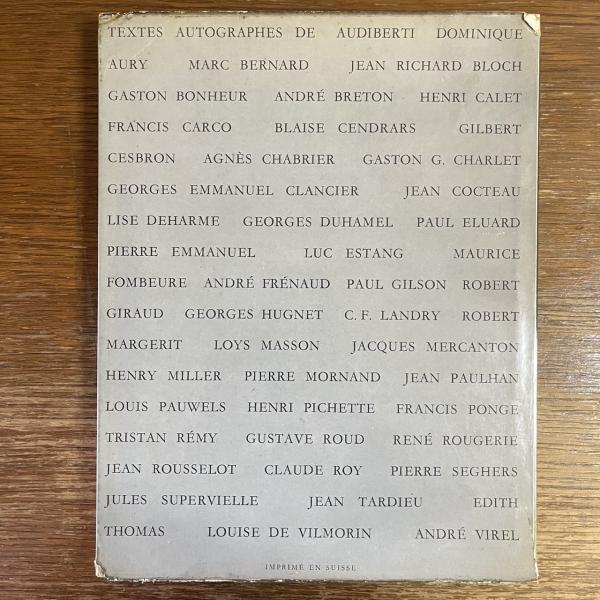 TEXTES AUTOGRAPHES DE AUDIBERTI DOMINIQUE
AURY MARC BERNARD JEAN RICHARD BLOCH
GASTON BONHEUR ANDRÉ BRETON HENRI CALET
FRANCIS CARCO BLAISE CENDRARS GILBERT
CESBRON AGNÈS CHABRIER GASTON G. CHARLET
GEORGES EMMANUEL CLANCIER JEAN COCTEAU
LISE DEHARME GEORGES DUHAMEL PAUL ELUARD
PIERRE EMMANUEL LUC ESTANG MAURICE
FOMBEURE ANDRÉ FRÉNAUD PAUL GILSON ROBERT
GIRAUD GEORGES HUGNET C. F. LANDRY ROBERT
MARGERIT LOYS MASSON JACQUES MERCANTON
HENRY MILLER PIERRE MORNAND JEAN PAULHAN
LOUIS PAUWELS HENRI PICHETTE FRANCIS PONGE
TRISTAN RÉMY GUSTAVE ROUD RENÉ ROUGERIE
JEAN ROUSSELOT CLAUDE ROY PIERRE SEGHERS
JULES SUPERVIELLE JEAN TARDIEU EDITH
THOMAS LOUISE DE VILMORIN ANDRÉ VIREL
IMPRIMÉ EN SUISSE